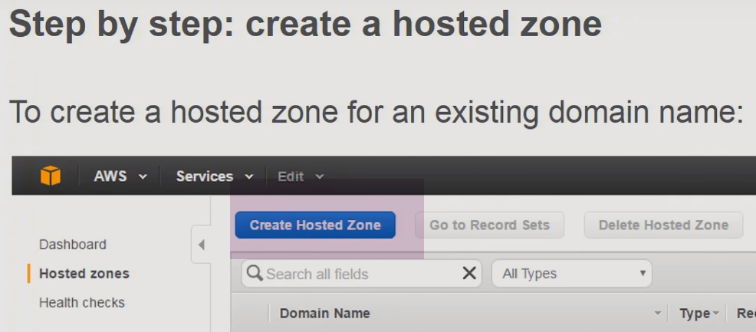 Step by step: create a hosted zone
To create a hosted zone for an existing domain name:
AWS Services Edit
Create Hosted Zone Go to Record Sets Delete Hosted Zone
Dashboard
Search all fields All Types
Hosted zones
Health checks
Domain Name Type